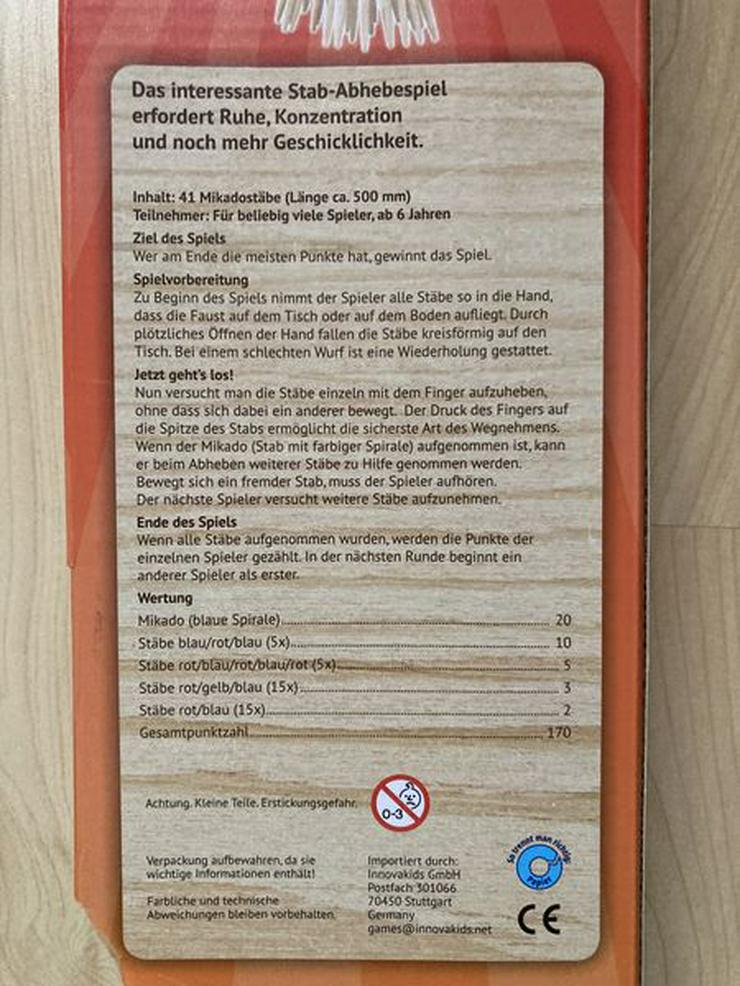 Das interessante Stab-Abhebespiel
erfordert Ruhe, Konzentration
und noch mehr Geschicklichkeit.
Inhalt: 41 Mikadostäbe (Länge ca. 500 mm)
Teilnehmer: Für beliebig viele Spieler, ab 6 Jahren
Ziel des Spiels
Wer am Ende die meisten Punkte hat, gewinnt das Spiel.
Spielvorbereitung
Zu Beginn des Spiels nimmt der Spieler alle Stäbe so in die Hand,
dass die Faust auf dem Tisch oder auf dem Boden aufliegt. Durch
plötzliches Öffnen der Hand fallen die Stäbe kreisförmig auf den
Tisch. Bei einem schlechten Wurf ist eine Wiederholung gestattet.
Jetzt geht's los!
Nun versucht man die Stäbe einzeln mit dem Finger aufzuheben,
ohne dass sich dabei ein anderer bewegt. Der Druck des Fingers auf
die Spitze des Stabs ermöglicht die sicherste Art des Wegnehmens.
Wenn der Mikado (Stab mit farbiger Spirale) aufgenommen ist, kann
er beim Abheben weiterer Stäbe zu Hilfe genommen werden.
Bewegt sich ein fremder Stab, muss der Spieler aufhören.
Der nächste Spieler versucht weitere Stäbe aufzunehmen.
Ende des Spiels
Wenn alle Stäbe aufgenommen wurden, werden die Punkte der
einzelnen Spieler gezählt. In der nächsten Runde beginnt ein
anderer Spieler als erster.
Wertung
Mikado (blaue Spirale)........ 20
Stäbe blau/rot/blau (5x)........ 10
Stäbe rot/blau/rot/blau/rot (5x)........ 5
Stäbe rot/gelb/blau (15x)........ 3
Stäbe rot/blau (15x)........ 2
Gesamtpunktzahl........ 170
Achtung. Kleine Teile. Erstickungsgefahr.
0-3
Verpackung aufbewahren, da sie
wichtige Informationen enthält!
Farbliche und technische
Abweichungen bleiben vorbehalten.
Importiert durch:
Innovakids GmbH
Postfach 301066
70450 Stuttgart
Germany
games@innovakids.net
So trennt man richtig:
Papier
CE